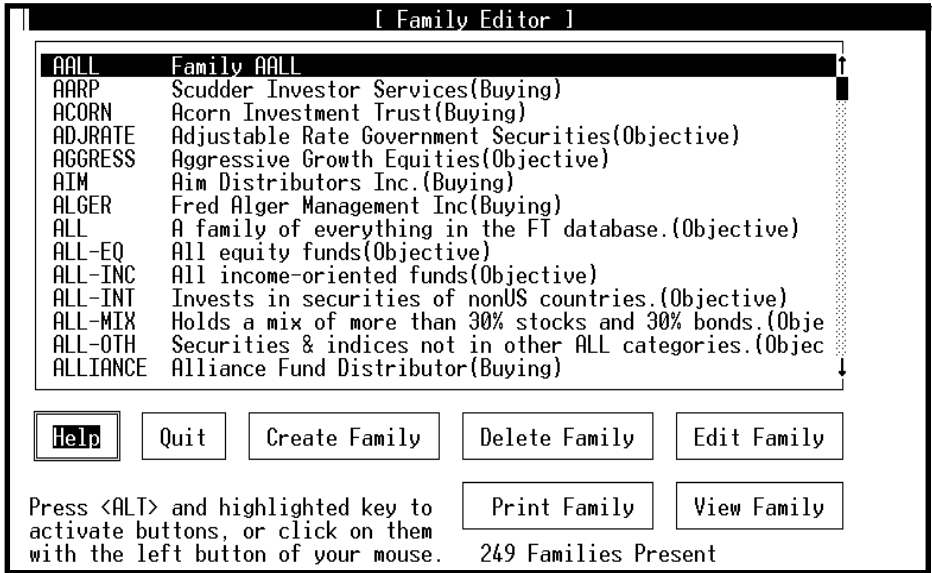 [ Family Editor ]
AALL Family AALL
AARP Scudder Investor Services(Buying)
ACORN Acorn Investment Trust(Buying)
ADJRATE Adjustable Rate Government Securities(Objective)
AGGRESS Aggressive Growth Equities(Objective)
AIM Aim Distributors Inc.(Buying)
ALGER Fred Alger Management Inc(Buying)
ALL A family of everything in the FT database.(Objective)
ALL-EQ All equity funds(Objective)
ALL-INC All income-oriented funds(Objective)
ALL-INT Invests in securities of nonUS countries.(Objective)
ALL-MIX Holds a mix of more than 30% stocks and 30% bonds.(Obje
ALL-OTH Securities & indices not in other ALL categories.(Objec
ALLIANCE Alliance Fund Distributor(Buying)
Help Quit Create Family Delete Family Edit Family
Print Family View Family
Press <ALT> and highlighted key to
activate buttons, or click on them
with the left button of your mouse.
249 Families Present